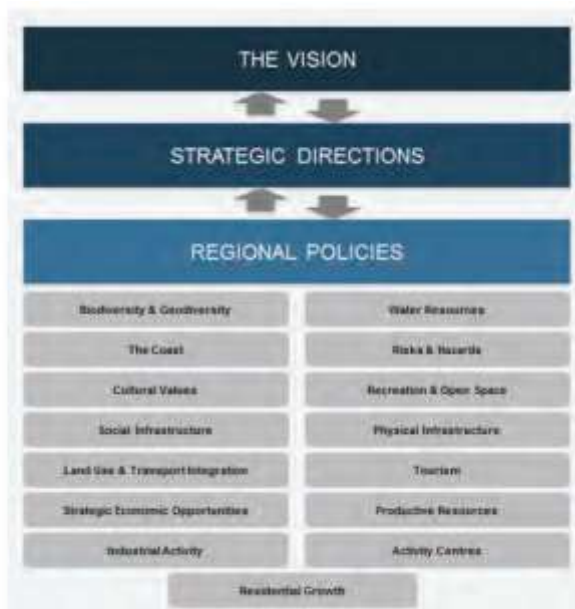 THE VISION
STRATEGIC DIRECTIONS
REGIONAL POLICIES
Biodiversity & Geodiversity
Water Resources
The Coast
Risks & Hazards
Cultural Values
Recreation & Open Space
Social Infrastructure
Physical Infrastructure
Land Use & Transport Integration
Tourism
Strategic Economic Opportunities
Productive Resources
Industrial Activity
Activity Centres
Residential Growth